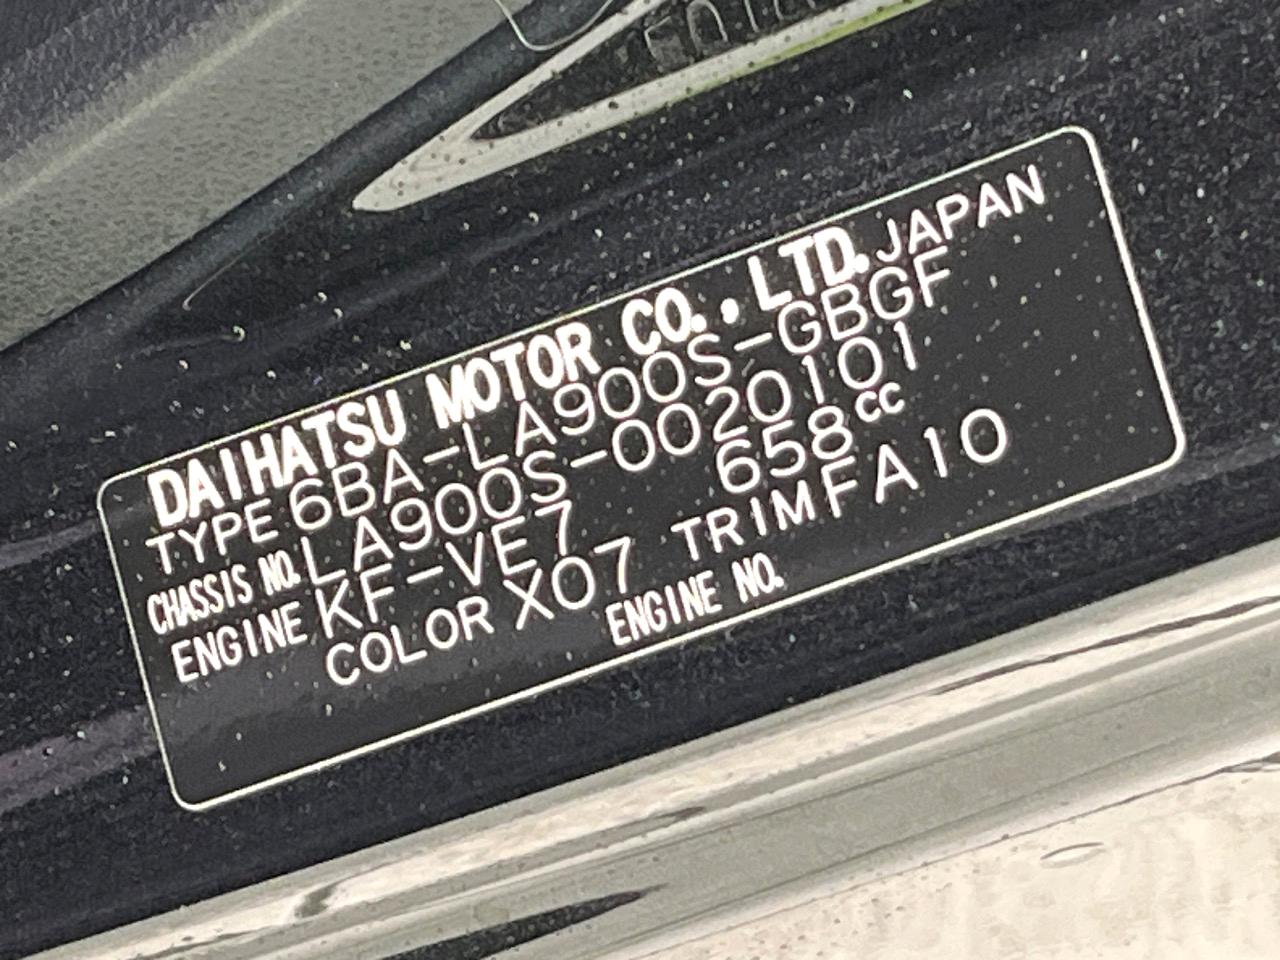 DAIHATSU MOTOR CO., LTD. JAPAN
TYPE 6BA-LA900S-GBGF
CHASSIS NO. LA900S-0020101
ENGINE KF-VE7 658cc
COLOR X07 TRIM FA10
ENGINE NO.